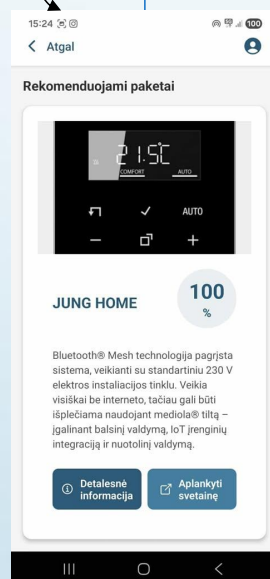 15:24
100
Atgal
Rekomenduojami paketai
21.5°C
COMFORT AUTO
AUTO
JUNG HOME
100
%
Bluetooth® Mesh technologija pagrįsta
sistema, veikianti su standartiniu 230 V
elektros instaliacijos tinklu. Veikia
visiškai be interneto, tačiau gali būti
išplečiama naudojant mediola® tiltą –
įgalinant balsinį valdymą, IoT įrenginių
integraciją ir nuotolinį valdymą.
Detalesnė
informacija
Aplankyti
svetainę